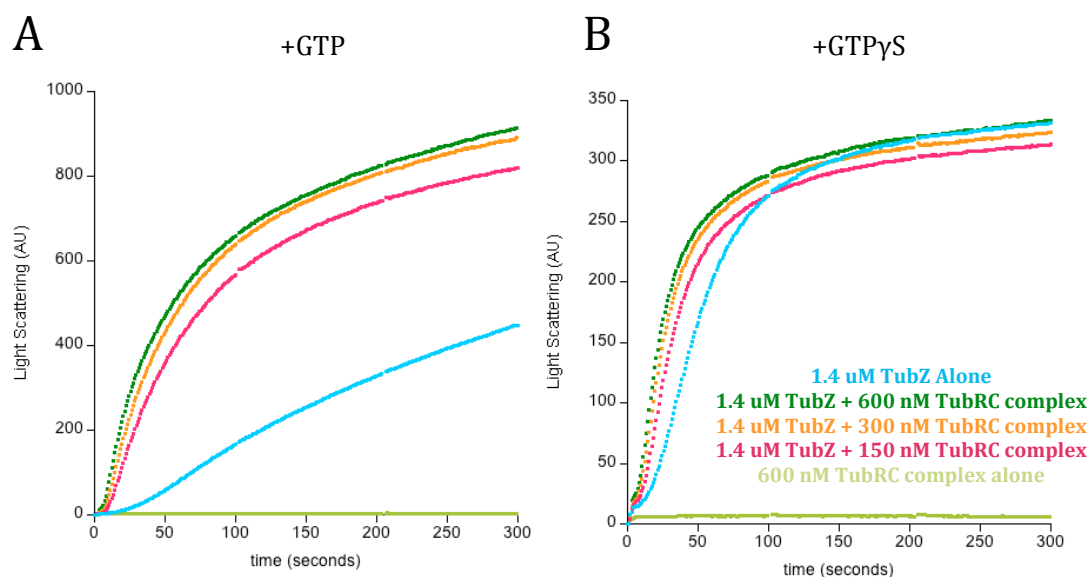 A
+GTP
1000
800
600
400
200
0
Light Scattering (AU)
0 50 100 150 200 250 300
time (seconds)
B
+GTPγS
350
300
250
200
150
100
50
0
Light Scattering (AU)
1.4 uM TubZ Alone
1.4 uM TubZ + 600 nM TubRC complex
1.4 uM TubZ + 300 nM TubRC complex
1.4 uM TubZ + 150 nM TubRC complex
600 nM TubRC complex alone
0 50 100 150 200 250 300
time (seconds)